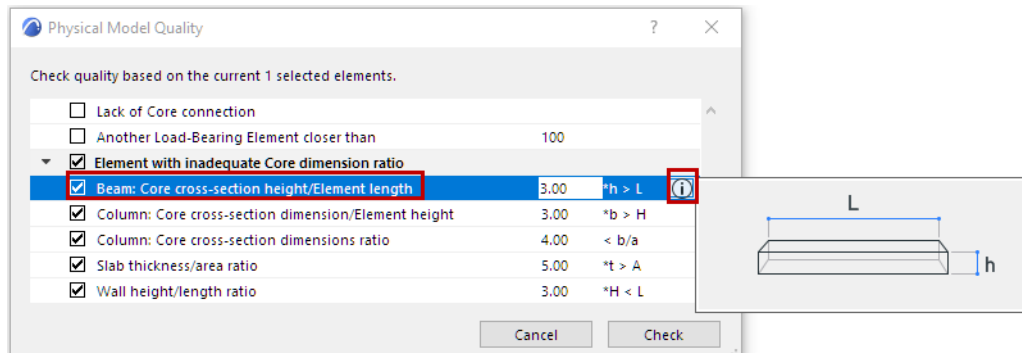 Physical Model Quality ?
Check quality based on the current 1 selected elements.
Lack of Core connection
Another Load-Bearing Element closer than 100
Element with inadequate Core dimension ratio
Beam: Core cross-section height/Element length 3.00 *h > L
Column: Core cross-section dimension/Element height 3.00 *b > H
Column: Core cross-section dimensions ratio 4.00 < b/a
Slab thickness/area ratio 5.00 *t > A
Wall height/length ratio 3.00 *H < L
Cancel Check
L
h